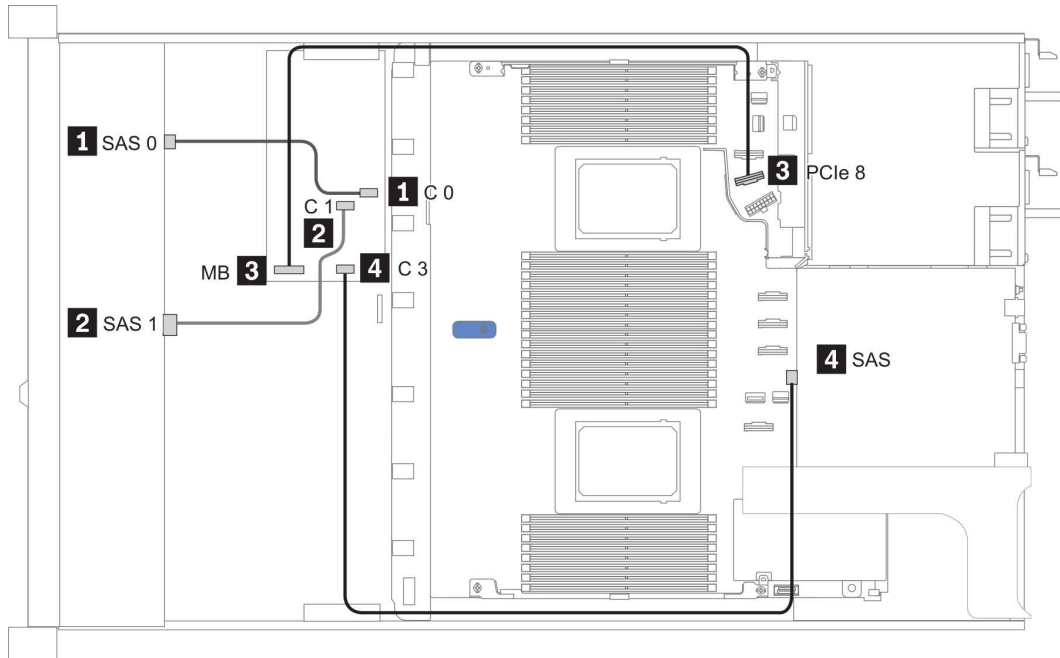 1 SAS 0
1 C 0
C 1
2
MB 3
4 C 3
2 SAS 1
3 PCIe 8
4 SAS